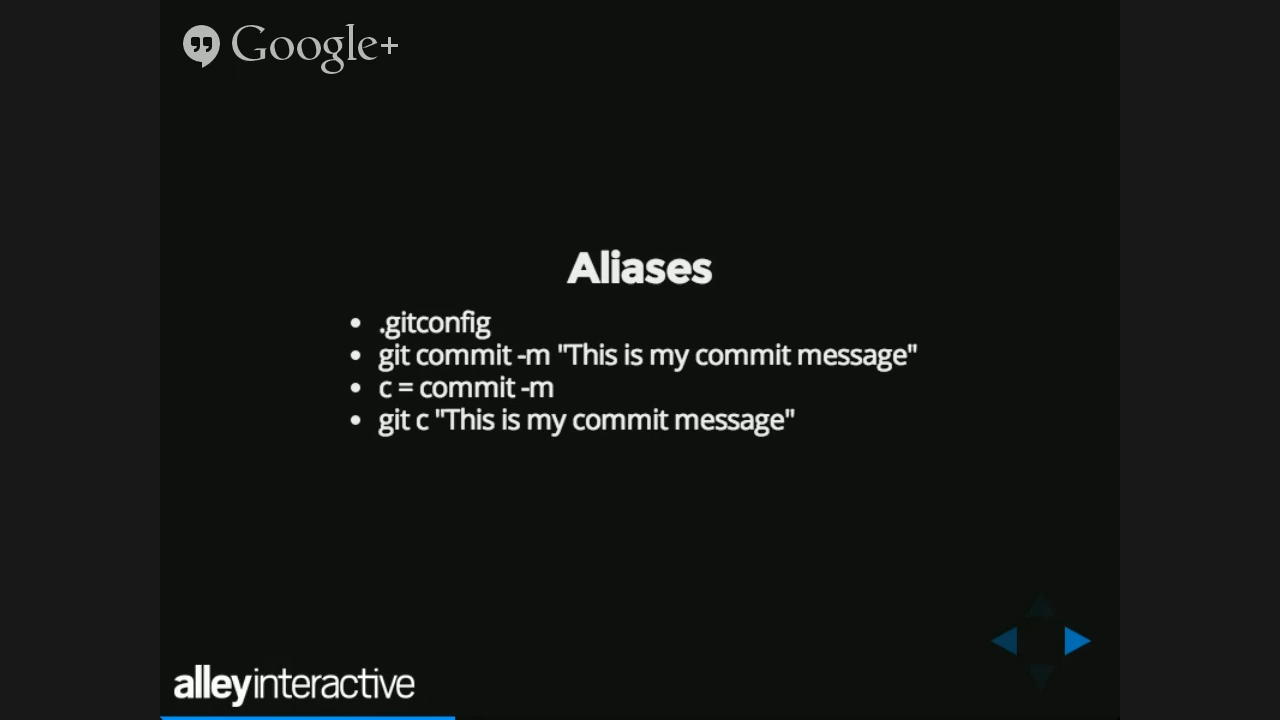 Google+
Aliases
• .gitconfig
• git commit -m "This is my commit message"
• c = commit -m
• git c "This is my commit message"
alleyinteractive